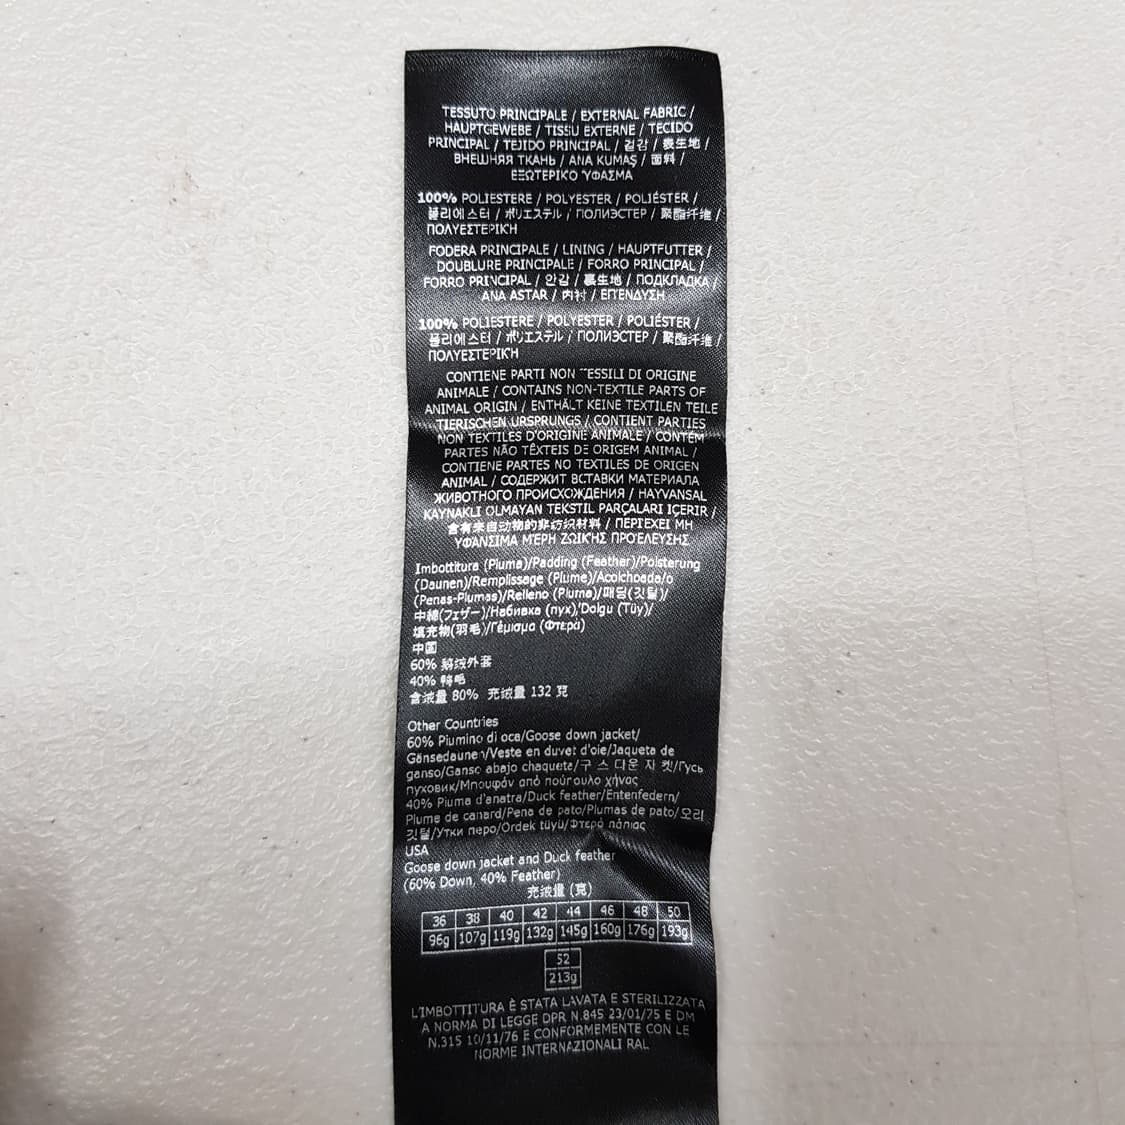 TESSUTO PRINCIPALE / EXTERNAL FABRIC /
HAUPTGEWEBE / TISSU EXTERNE / TECIDO
PRINCIPAL / TEJIDO PRINCIPAL / 겉감 / 表生地 /
ВНЕШНЯЯ ТКАНЬ / ANA KUMAŞ / 面料 /
ΕΞΩΤΕΡΙΚΟ ΎΦΑΣΜΑ
100% POLIESTERE / POLYESTER / POLIÉSTER /
폴리에스터 / ポリエステル / ПОЛИЭСТЕР / 聚酯纤维 /
ΠΟΛΥΕΣΤΕΡΙΚΉ
FODERA PRINCIPALE / LINING / HAUPTFUTTER /
DOUBLURE PRINCIPALE / FORRO PRINCIPAL /
FORRO PRINCIPAL / 안감 / 裏生地 / ПОДКЛАДКА /
ANA ASTAR / 内衬 / ΕΠΈΝΔΥΣΗ
100% POLIESTERE / POLYESTER / POLIÉSTER /
폴리에스터 / ポリエステル / ПОЛИЭСТЕР / 聚酯纤维 /
ΠΟΛΥΕΣΤΕΡΙΚΉ
CONTIENE PARTI NON TESSILI DI ORIGINE
ANIMALE / CONTAINS NON-TEXTILE PARTS OF
ANIMAL ORIGIN / ENTHÄLT KEINE TEXTILEN TEILE
TIERISCHEN URSPRUNGS / CONTIENT PARTIES
NON TEXTILES D'ORIGINE ANIMALE / CONTÉM
PARTES NÃO TÊXTEIS DE ORIGEM ANIMAL /
CONTIENE PARTES NO TEXTILES DE ORIGEN
ANIMAL / СОДЕРЖИТ ВСТАВКИ МАТЕРИАЛА
ЖИВОТНОГО ПРОИСХОЖДЕНИЯ / HAYVANSAL
KAYNAKLI OLMAYAN TEKSTIL PARÇALARI IÇERIR /
含有来自动物的非纺织材料 / ΠΕΡΙΈΧΕΙ ΜΗ
ΥΦΆΝΣΙΜΑ ΜΈΡΗ ΖΩΙΚΉΣ ΠΡΟΈΛΕΥΣΗΣ
Imbottitura (Piuma)/Padding (Feather)/Polsterung
(Daunen)/Remplissage (Plume)/Acolchoada/o
(Penas-Plumas)/Relleno (Pluma)/패딩(깃털)/
中綿(フェザー)/Набивка (пух)/Dolgu (Tüy)/
填充物(羽毛)/Γέμισμα (Φτερά)
中国
60% 鹅绒外套
40% 鸭毛
含绒量 80% 充绒量 132 克
Other Countries
60% Piumino di oca/Goose down jacket/
Gänsedaunen/Veste en duvet d'oie/Jaqueta de
ganso/Ganso abajo chaqueta/구 스 다운 자 켓/Гусь
пуховик/Μπουφάν από πούπουλο χήνας
40% Piuma d'anatra/Duck feather/Entenfedern/
Plume de canard/Pena de pato/Plumas de pato/오리
깃털/Утки перо/Ordek tüyü/Φτερό πάπιας
USA
Goose down jacket and Duck feather
(60% Down, 40% Feather)
充绒量 (克)
36 38 40 42 44 46 48 50
96g 107g 119g 132g 145g 160g 176g 193g
52
213g
L'IMBOTTITURA È STATA LAVATA E STERILIZZATA
A NORMA DI LEGGE DPR N.845 23/01/75 E DM
N.315 10/11/76 E CONFORMEMENTE CON LE
NORME INTERNAZIONALI RAL